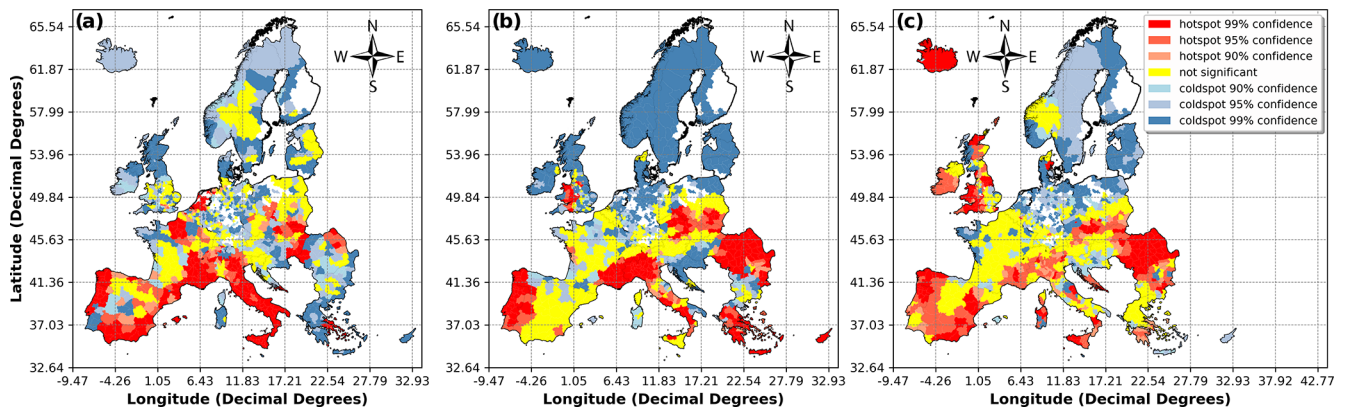 (a)
N
W E
S
65.54
61.87
57.99
53.96
49.84
45.63
41.36
37.03
32.64
-9.47 -4.26 1.05 6.43 11.83 17.21 22.54 27.79 32.93
Latitude (Decimal Degrees)
Longitude (Decimal Degrees)
(b)
N
W E
S
65.54
61.87
57.99
53.96
49.84
45.63
41.36
37.03
32.64
-9.47 -4.26 1.05 6.43 11.83 17.21 22.54 27.79 32.93
Longitude (Decimal Degrees)
(c)
N
W E
S
hotspot 99% confidence
hotspot 95% confidence
hotspot 90% confidence
not significant
coldspot 90% confidence
coldspot 95% confidence
coldspot 99% confidence
65.54
61.87
57.99
53.96
49.84
45.63
41.36
37.03
32.64
-9.47 -4.26 1.05 6.43 11.83 17.21 22.54 27.79 32.93 37.92 42.77
Longitude (Decimal Degrees)